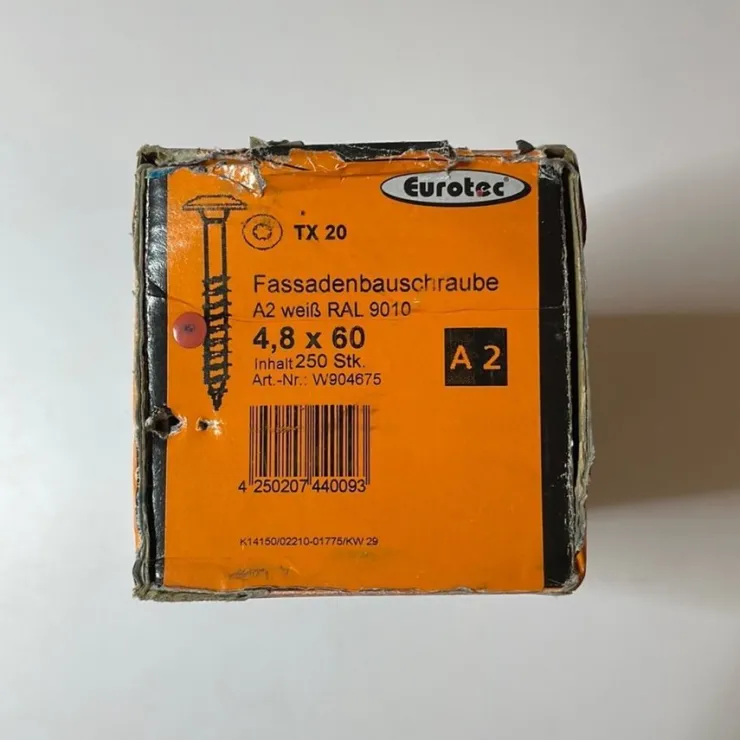 Eurotec®
TX 20
Fassadenbauschraube
A2 weiß RAL 9010
4,8 x 60
Inhalt 250 Stk.
Art.-Nr.: W904675
A 2
4 250207 440093
K14150/02210-01775/KW 29